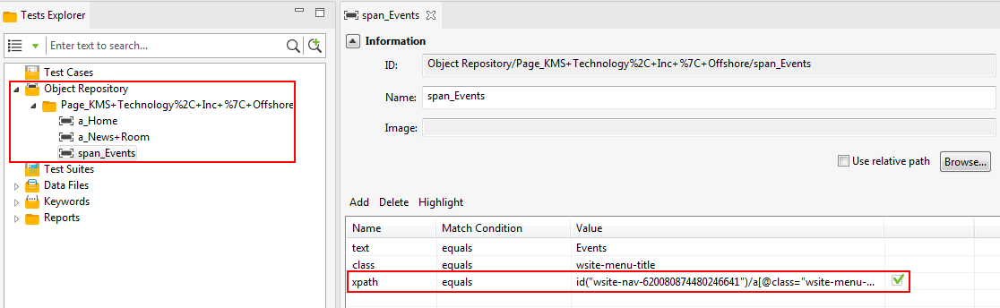 Tests Explorer
Enter text to search...
Test Cases
Object Repository
Page_KMS+Technology%2C+Inc+%7C+Offshore
a_Home
a_News+Room
span_Events
Test Suites
Data Files
Keywords
Reports
span_Events
Information
ID: Object Repository/Page_KMS+Technology%2C+Inc+%7C+Offshore/span_Events
Name: span_Events
Image:
Use relative path Browse...
Add Delete Highlight
Name Match Condition Value
text equals Events
class equals wsite-menu-title
xpath equals id("wsite-nav-620080874480246641")/a[@class="wsite-menu-...